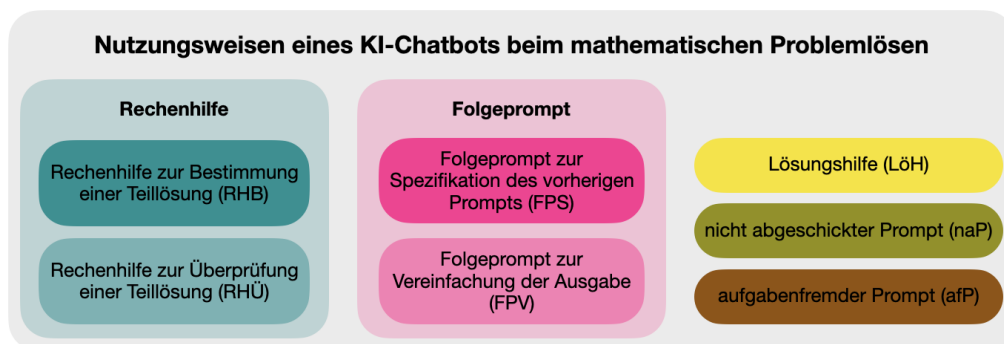 Nutzungsweisen eines KI-Chatbots beim mathematischen Problemlösen
Rechenhilfe
Rechenhilfe zur Bestimmung
einer Teillösung (RHB)
Rechenhilfe zur Überprüfung
einer Teillösung (RHÜ)
Folgeprompt
Folgeprompt zur
Spezifikation des vorherigen
Prompts (FPS)
Folgeprompt zur
Vereinfachung der Ausgabe
(FPV)
Lösungshilfe (LöH)
nicht abgeschickter Prompt (naP)
aufgabenfremder Prompt (afP)